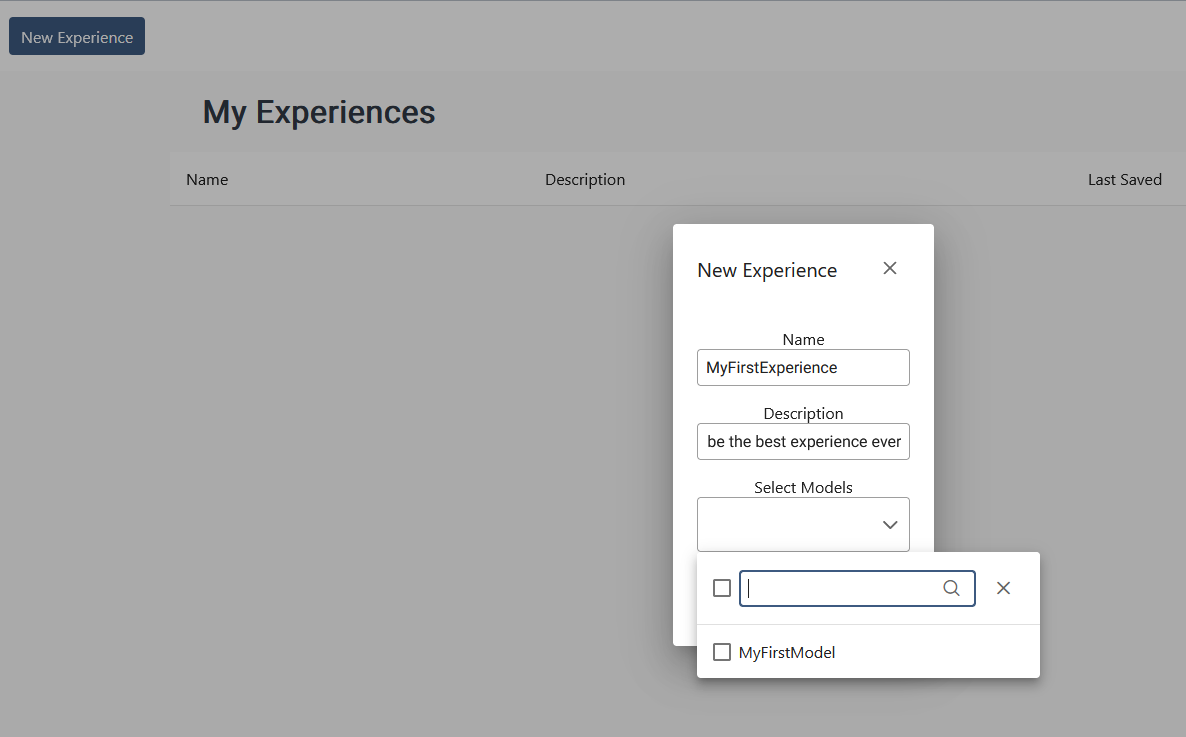 New Experience
My Experiences
Name Description Last Saved
New Experience
Name
MyFirstExperience
Description
be the best experience ever
Select Models
MyFirstModel